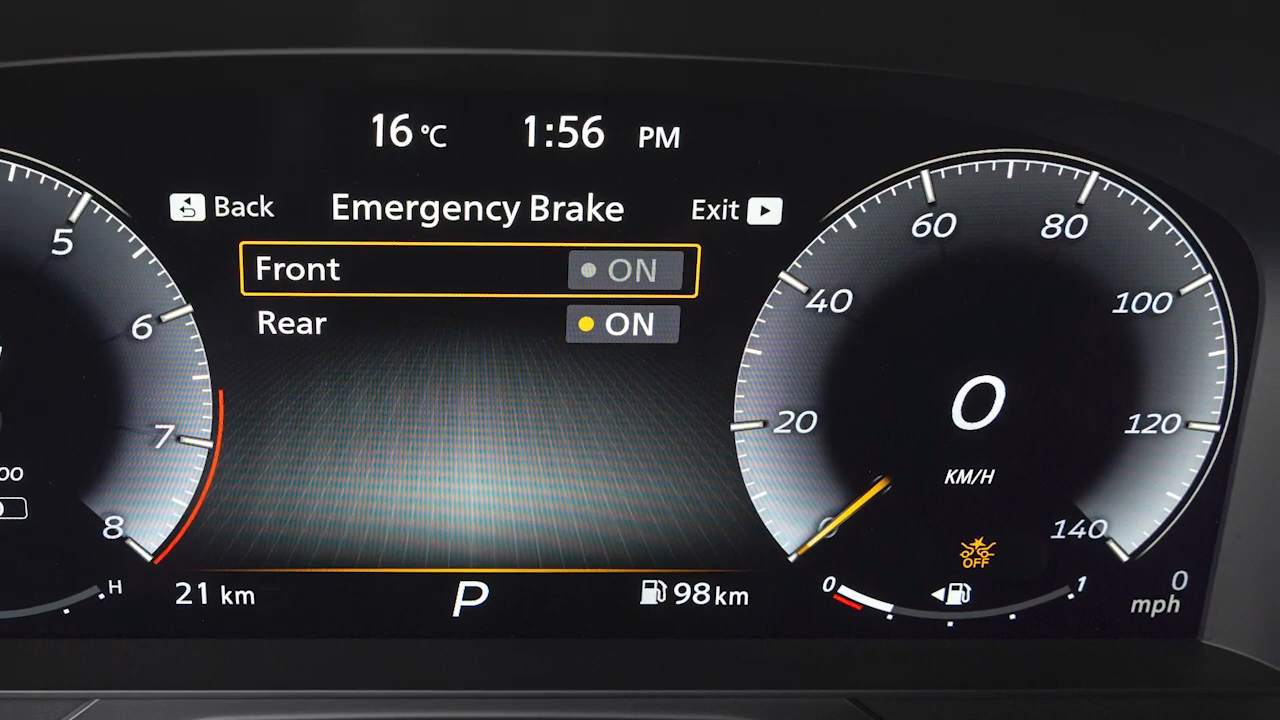 16 °C 1:56 PM
Back Emergency Brake Exit
Front ON
Rear ON
5
6
7
8
H
21 km
P
98 km
0
20
40
60
80
100
120
140
0
KM/H
OFF
0 1
0
mph